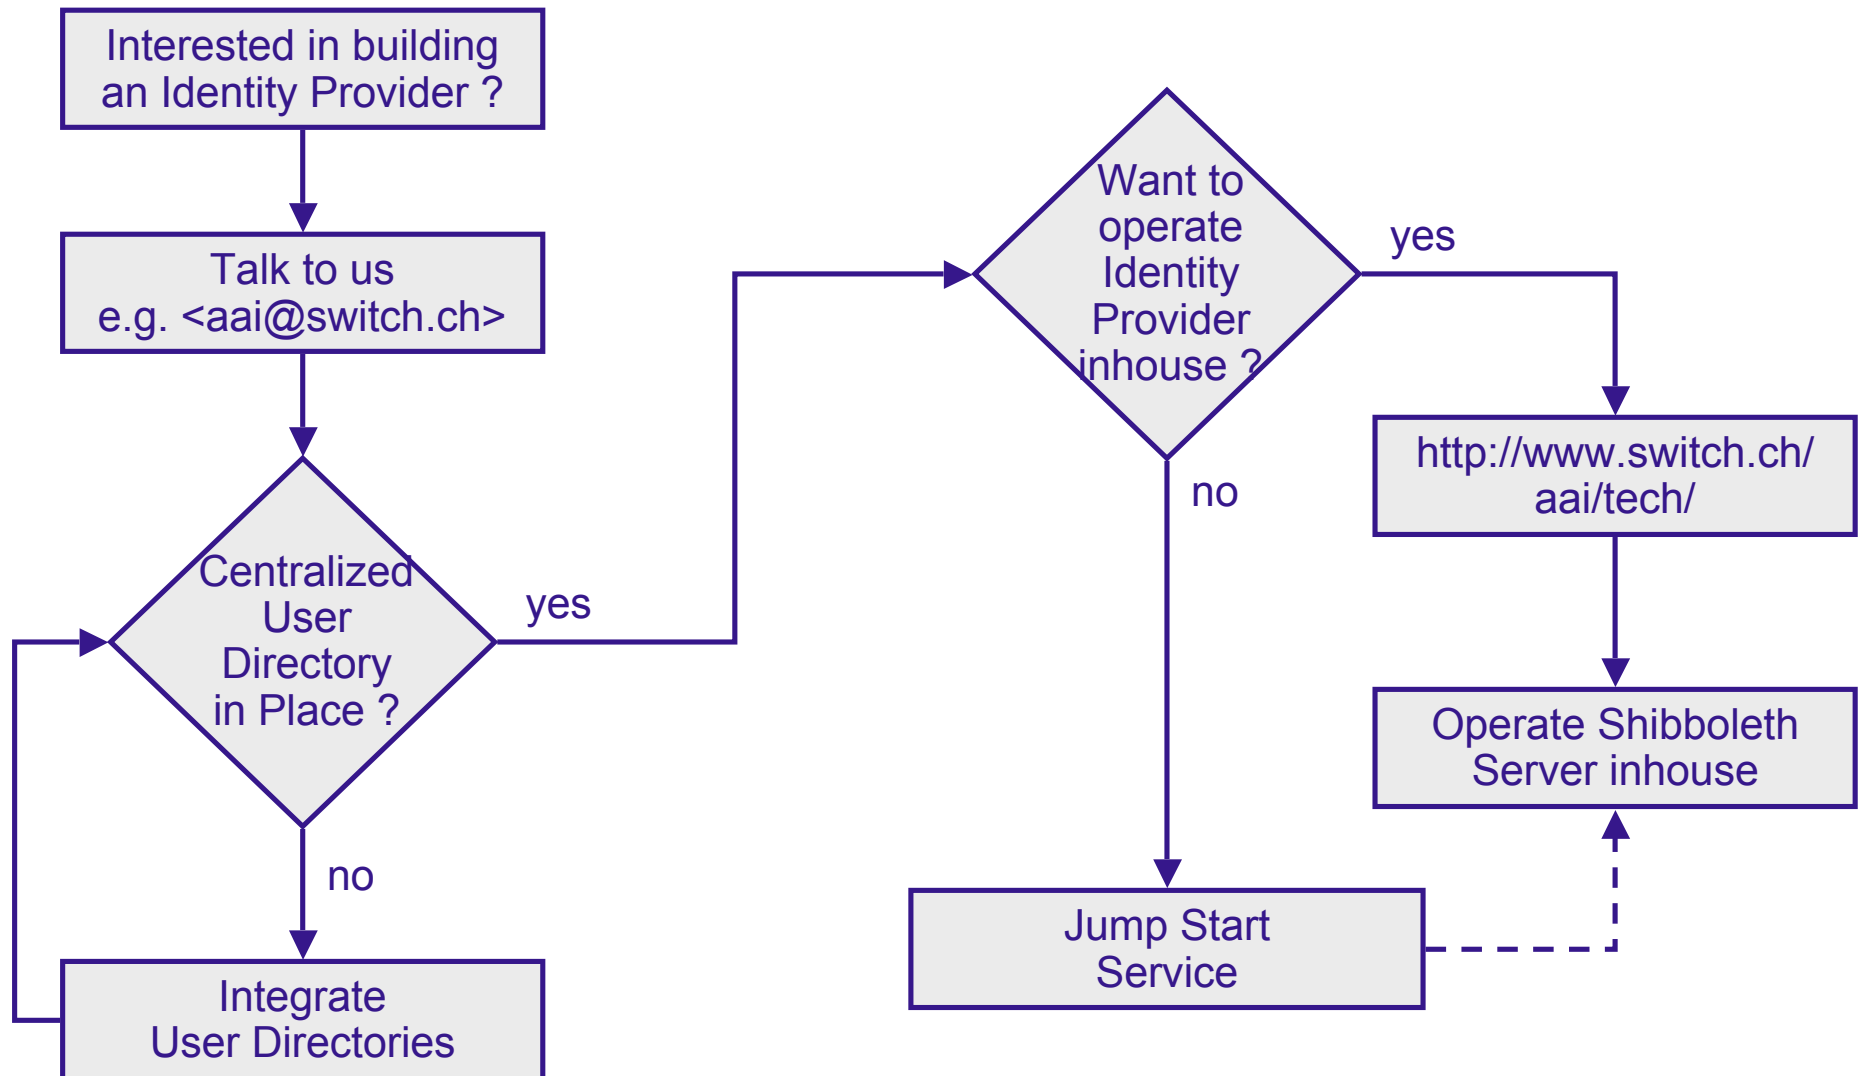 Interested in building
an Identity Provider ?
Talk to us
e.g. <aai@switch.ch>
Centralized
User
Directory
in Place ?
yes
no
Integrate
User Directories
Want to
operate
Identity
Provider
inhouse ?
yes
no
http://www.switch.ch/
aai/tech/
Operate Shibboleth
Server inhouse
Jump Start
Service